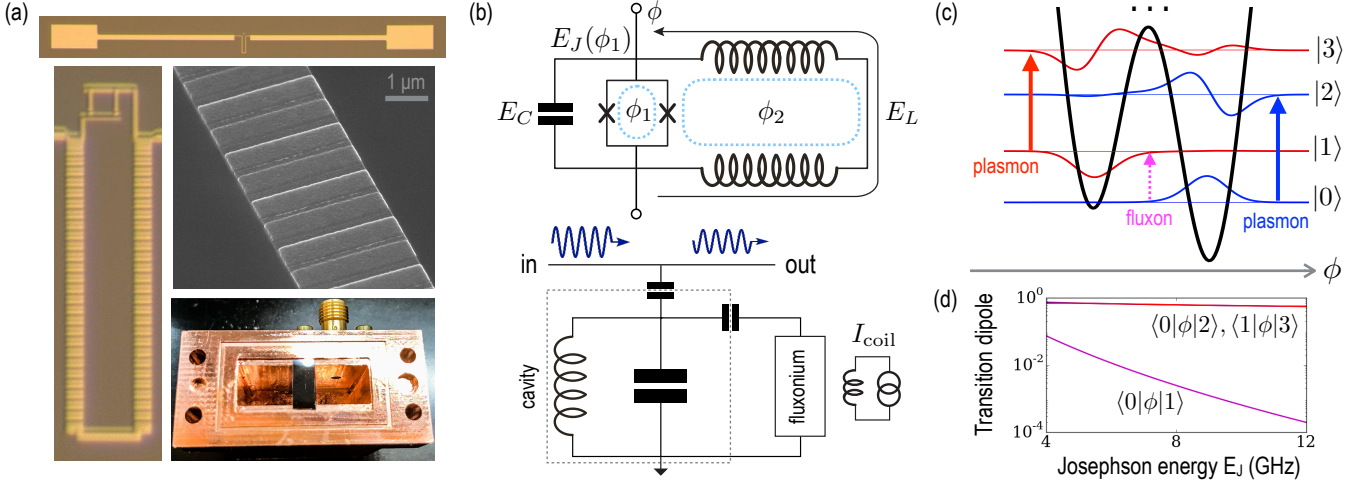 (a)
1 μm
(b)
ϕ
E_J(ϕ_1)
E_C
ϕ_1
ϕ_2
E_L
in
out
cavity
fluxonium
I_coil
(c)
...
|3⟩
|2⟩
|1⟩
|0⟩
plasmon
fluxon
plasmon
ϕ
(d)
Transition dipole
10^0
10^-2
10^-4
⟨0|ϕ|2⟩, ⟨1|ϕ|3⟩
⟨0|ϕ|1⟩
4
8
12
Josephson energy E_J (GHz)